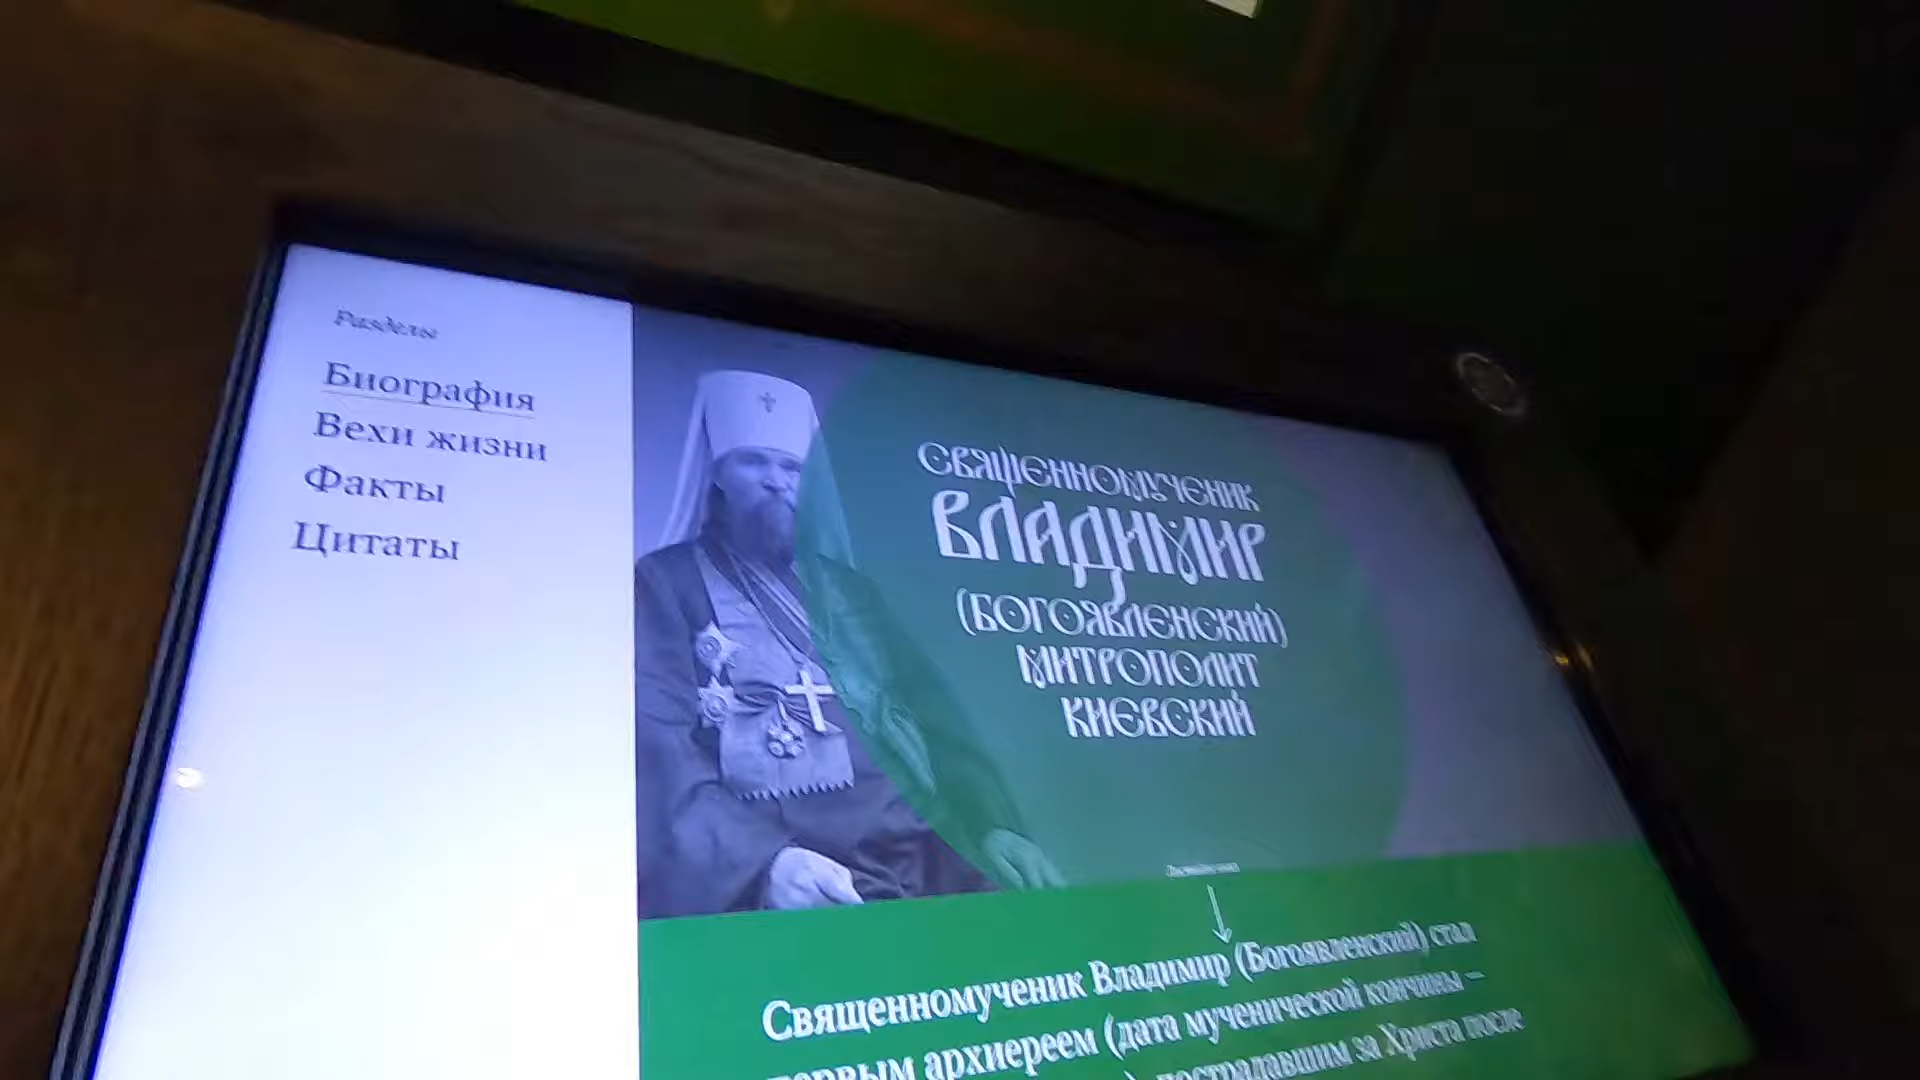 Разделы
Биография
Вехи жизни
Факты
Цитаты
СВЯЩЕННОМУЧЕНИК
ВЛАДИМИР
(БОГОЯВЛЕНСКИЙ)
МИТРОПОЛИТ
КИЕВСКИЙ
Священномученик Владимир (Богоявленский) стал
первым архиереем (дата мученической кончины –
пострадавшим за Христа после